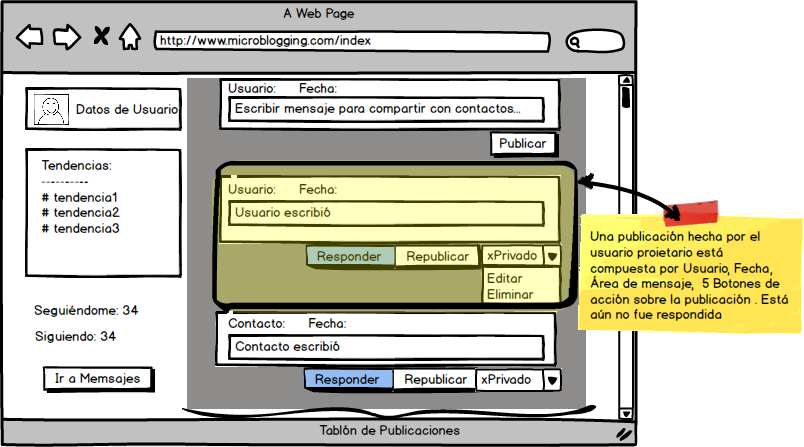 A Web Page
http://www.microblogging.com/index
Datos de Usuario
Tendencias:
----------
# tendencia1
# tendencia2
# tendencia3
Seguiéndome: 34
Siguiendo: 34
Ir a Memsajes
Usuario: Fecha:
Escribir mensaje para compartir con contactos...
Publicar
Usuario: Fecha:
Usuario escribió
Responder Republicar xPrivado
Editar
Eliminar
Contacto: Fecha:
Contacto escribió
Responder Republicar xPrivado
Una publicación hecha por el
usuario proietario está
compuesta por Usuario, Fecha,
Área de mensaje, 5 Botones de
acción sobre la publicación . Está
aún no fue respondida
Tablón de Publicaciones